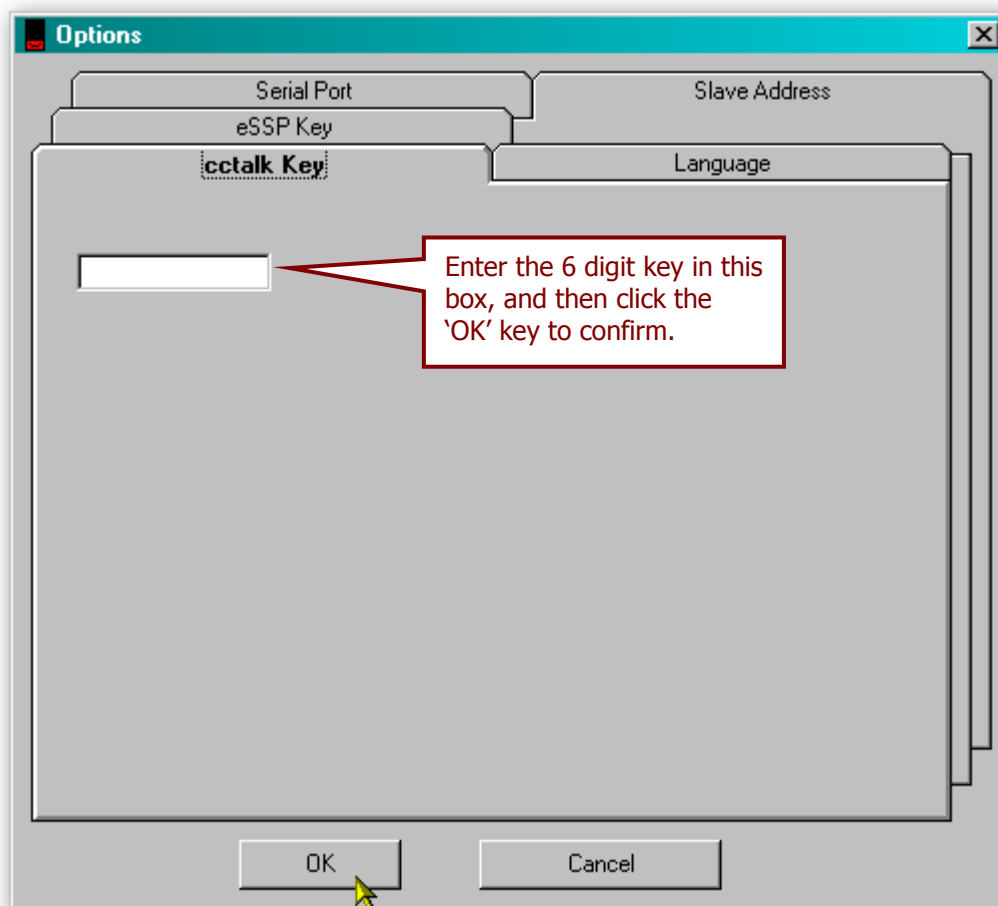 Options
Serial Port
Slave Address
eSSP Key
cctalk Key
Language
Enter the 6 digit key in this
box, and then click the
‘OK’ key to confirm.
OK
Cancel